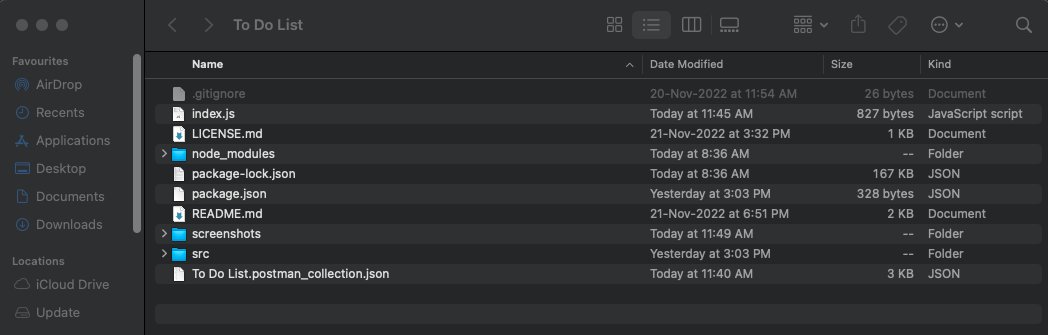 To Do List
Favourites
AirDrop
Recents
Applications
Desktop
Documents
Downloads
Locations
iCloud Drive
Update
Name Date Modified Size Kind
.gitignore 20-Nov-2022 at 11:54 AM 26 bytes Document
index.js Today at 11:45 AM 827 bytes JavaScript script
LICENSE.md 21-Nov-2022 at 3:32 PM 1 KB Document
node_modules Today at 8:36 AM -- Folder
package-lock.json Today at 8:36 AM 167 KB JSON
package.json Yesterday at 3:03 PM 328 bytes JSON
README.md 21-Nov-2022 at 6:51 PM 2 KB Document
screenshots Today at 11:49 AM -- Folder
src Yesterday at 3:03 PM -- Folder
To Do List.postman_collection.json Today at 11:40 AM 3 KB JSON